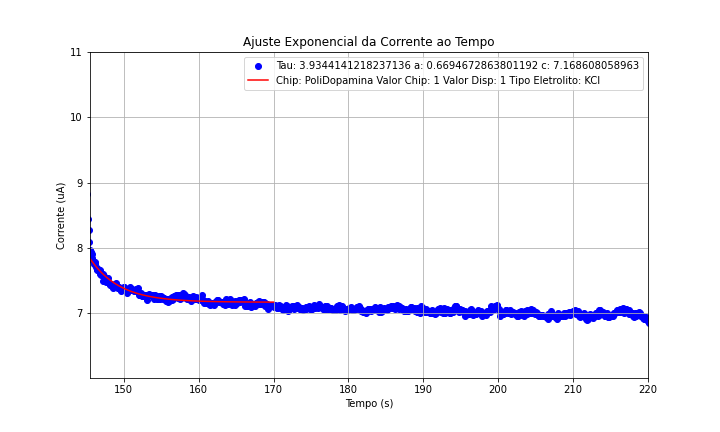 Ajuste Exponencial da Corrente ao Tempo
Tau: 3.9344141218237136 a: 0.6694672863801192 c: 7.168608058963
Chip: PoliDopamina Valor Chip: 1 Valor Disp: 1 Tipo Eletrolito: KCl
Corrente (uA)
11
10
9
8
7
150 160 170 180 190 200 210 220
Tempo (s)